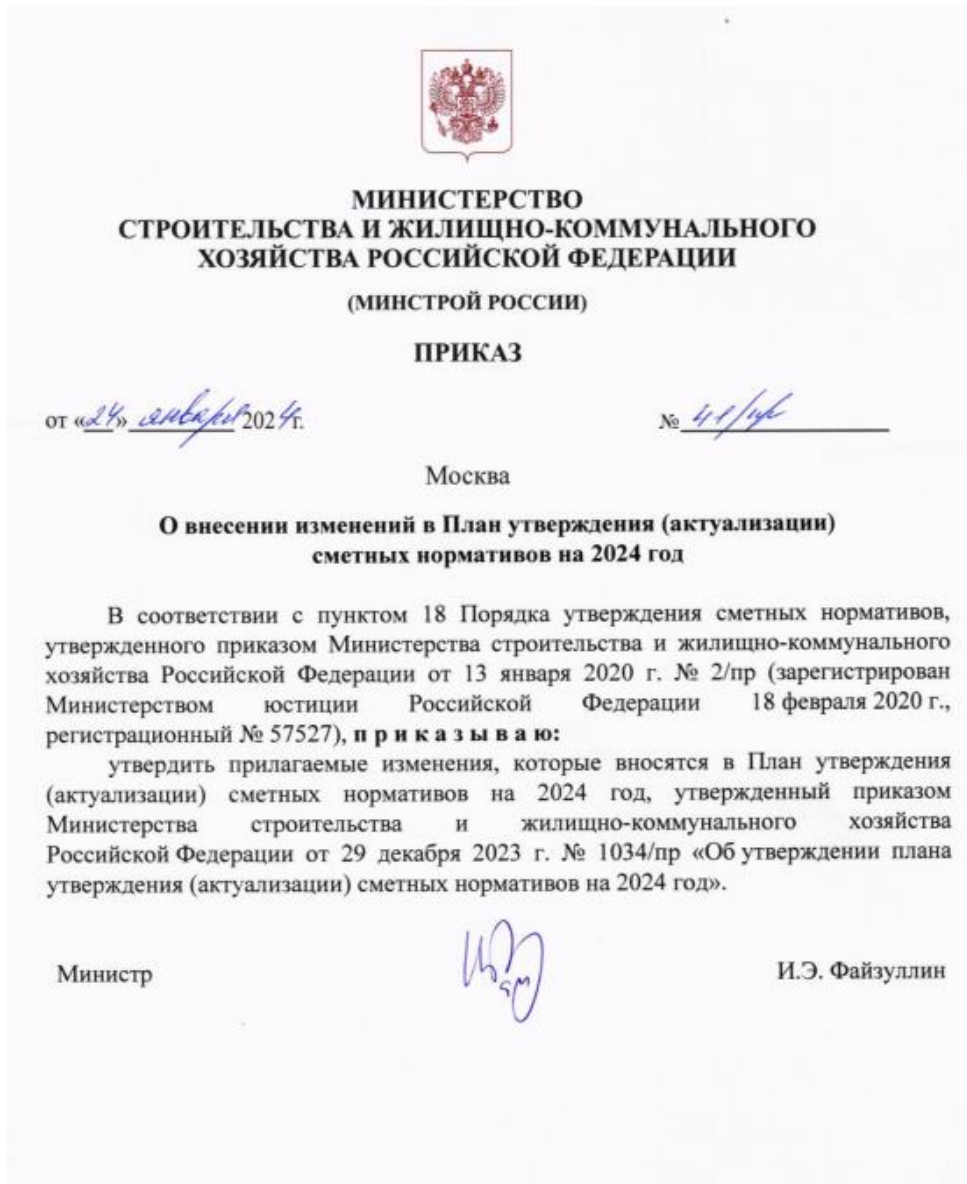 МИНИСТЕРСТВО
СТРОИТЕЛЬСТВА И ЖИЛИЩНО-КОММУНАЛЬНОГО
ХОЗЯЙСТВА РОССИЙСКОЙ ФЕДЕРАЦИИ
(МИНСТРОЙ РОССИИ)
ПРИКАЗ
от «24» января 2024 г. № 41/пр
Москва
О внесении изменений в План утверждения (актуализации)
сметных нормативов на 2024 год
В соответствии с пунктом 18 Порядка утверждения сметных нормативов,
утвержденного приказом Министерства строительства и жилищно-коммунального
хозяйства Российской Федерации от 13 января 2020 г. № 2/пр (зарегистрирован
Министерством юстиции Российской Федерации 18 февраля 2020 г.,
регистрационный № 57527), п р и к а з ы в а ю:
утвердить прилагаемые изменения, которые вносятся в План утверждения
(актуализации) сметных нормативов на 2024 год, утвержденный приказом
Министерства строительства и жилищно-коммунального хозяйства
Российской Федерации от 29 декабря 2023 г. № 1034/пр «Об утверждении плана
утверждения (актуализации) сметных нормативов на 2024 год».
Министр И.Э. Файзуллин